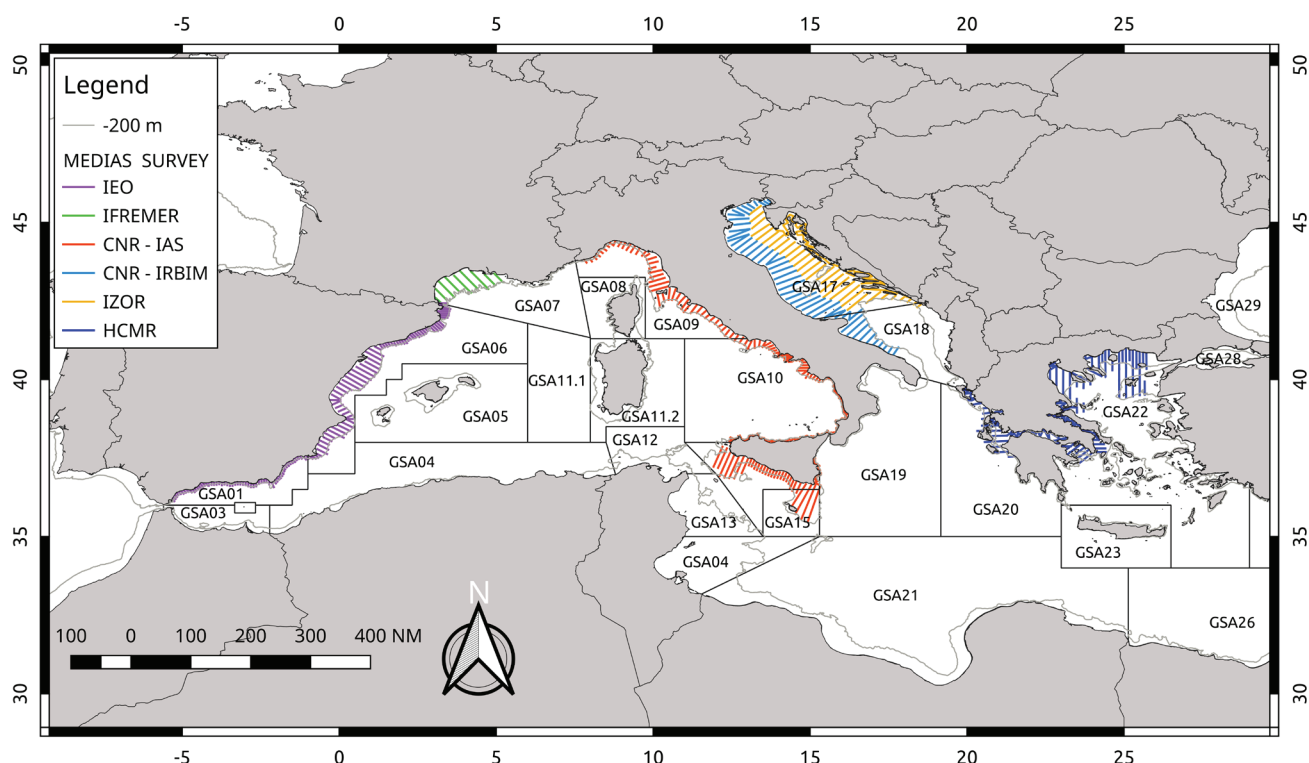 -5 0 5 10 15 20 25
50 50
Legend
-200 m
MEDIAS SURVEY
IEO
IFREMER
CNR - IAS
CNR - IRBIM
IZOR
HCMR
45 45
GSA17
GSA08
GSA07
GSA09
GSA18
GSA29
GSA28
GSA06
GSA11.1
GSA10
40 40
GSA05
GSA11.2
GSA22
GSA12
GSA04
GSA19
GSA01
GSA03
GSA13
GSA15
GSA20
35 35
GSA04
GSA23
GSA21
GSA26
N
100 0 100 200 300 400 NM
30 30
-5 0 5 10 15 20 25